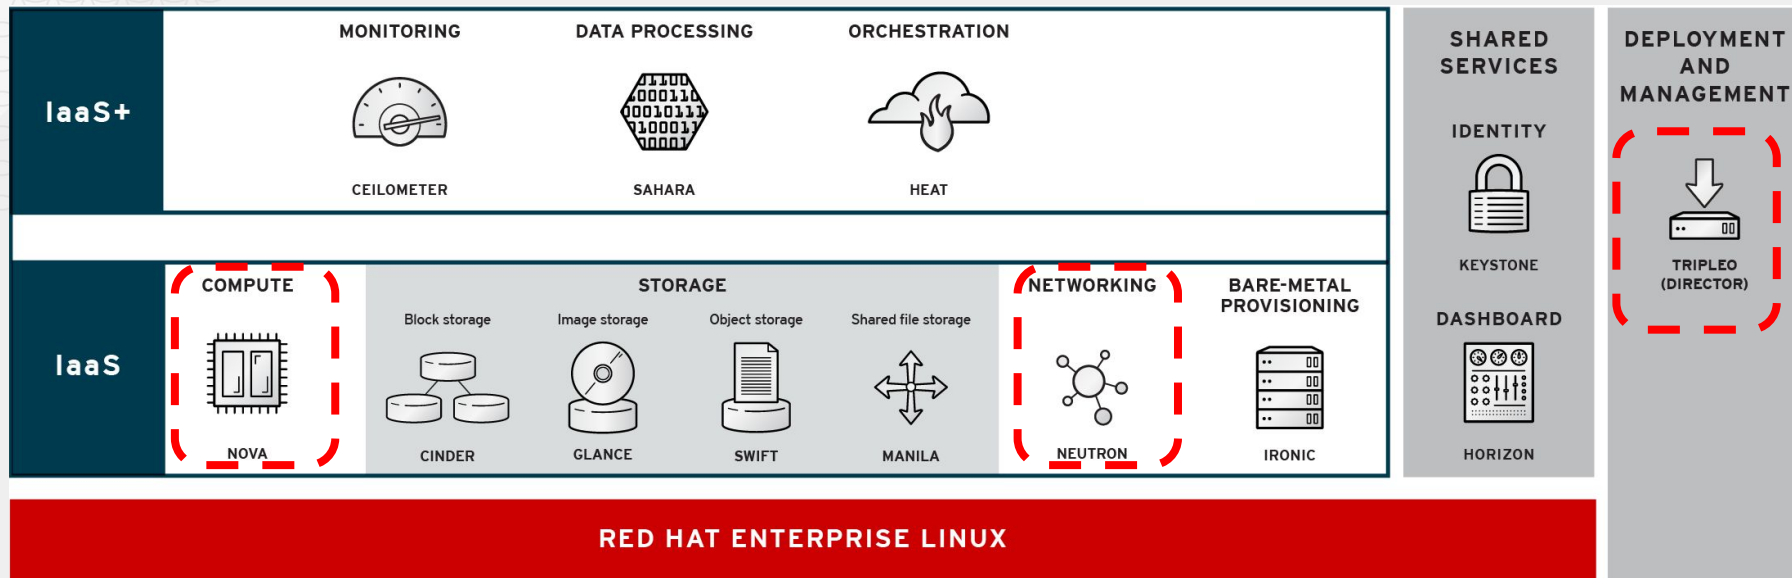 IaaS+
MONITORING
CEILOMETER
DATA PROCESSING
SAHARA
ORCHESTRATION
HEAT
IaaS
COMPUTE
NOVA
STORAGE
Block storage
CINDER
Image storage
GLANCE
Object storage
SWIFT
Shared file storage
MANILA
NETWORKING
NEUTRON
BARE-METAL
PROVISIONING
IRONIC
SHARED
SERVICES
IDENTITY
KEYSTONE
DASHBOARD
HORIZON
DEPLOYMENT
AND
MANAGEMENT
TRIPLEO
(DIRECTOR)
RED HAT ENTERPRISE LINUX